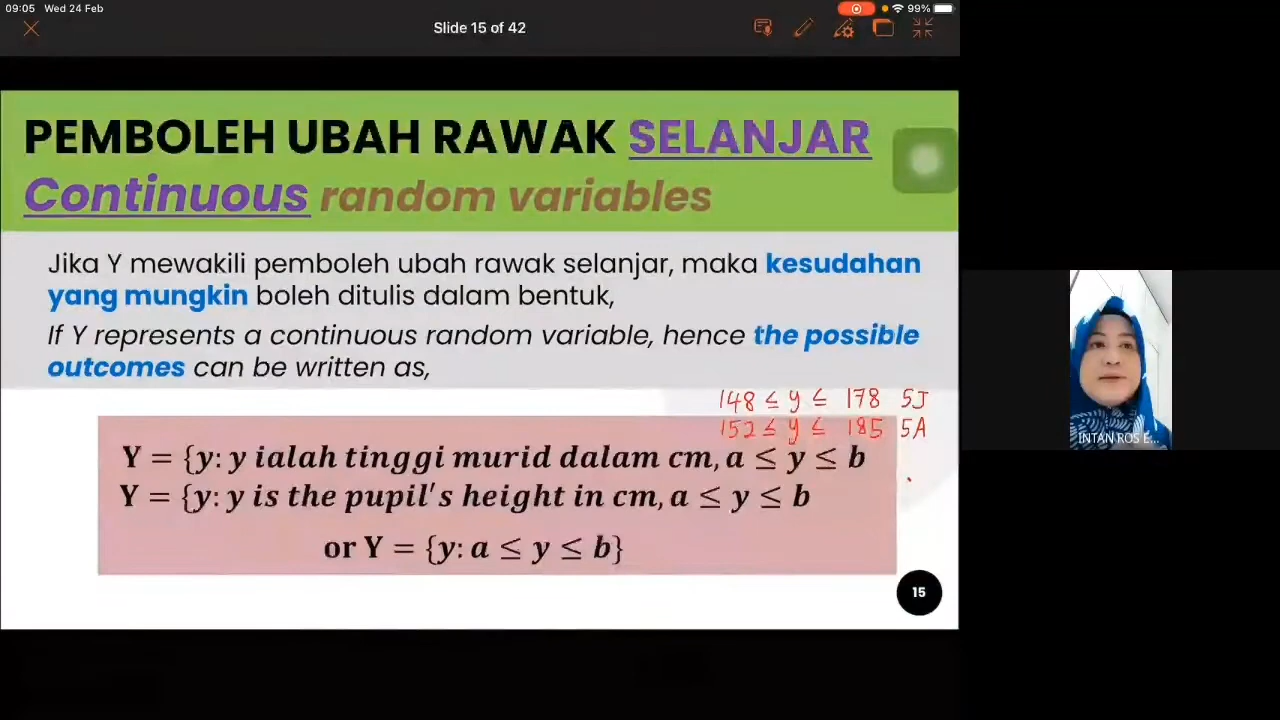 09:05 Wed 24 Feb
99%
Slide 15 of 42
PEMBOLEH UBAH RAWAK SELANJAR
Continuous random variables
Jika Y mewakili pemboleh ubah rawak selanjar, maka kesudahan
yang mungkin boleh ditulis dalam bentuk,
If Y represents a continuous random variable, hence the possible
outcomes can be written as,
148 ≤ y ≤ 178 5J
152 ≤ y ≤ 185 5A
Y = {y: y ialah tinggi murid dalam cm, a ≤ y ≤ b
Y = {y: y is the pupil's height in cm, a ≤ y ≤ b
or Y = {y: a ≤ y ≤ b}
15
INTAN ROS E...